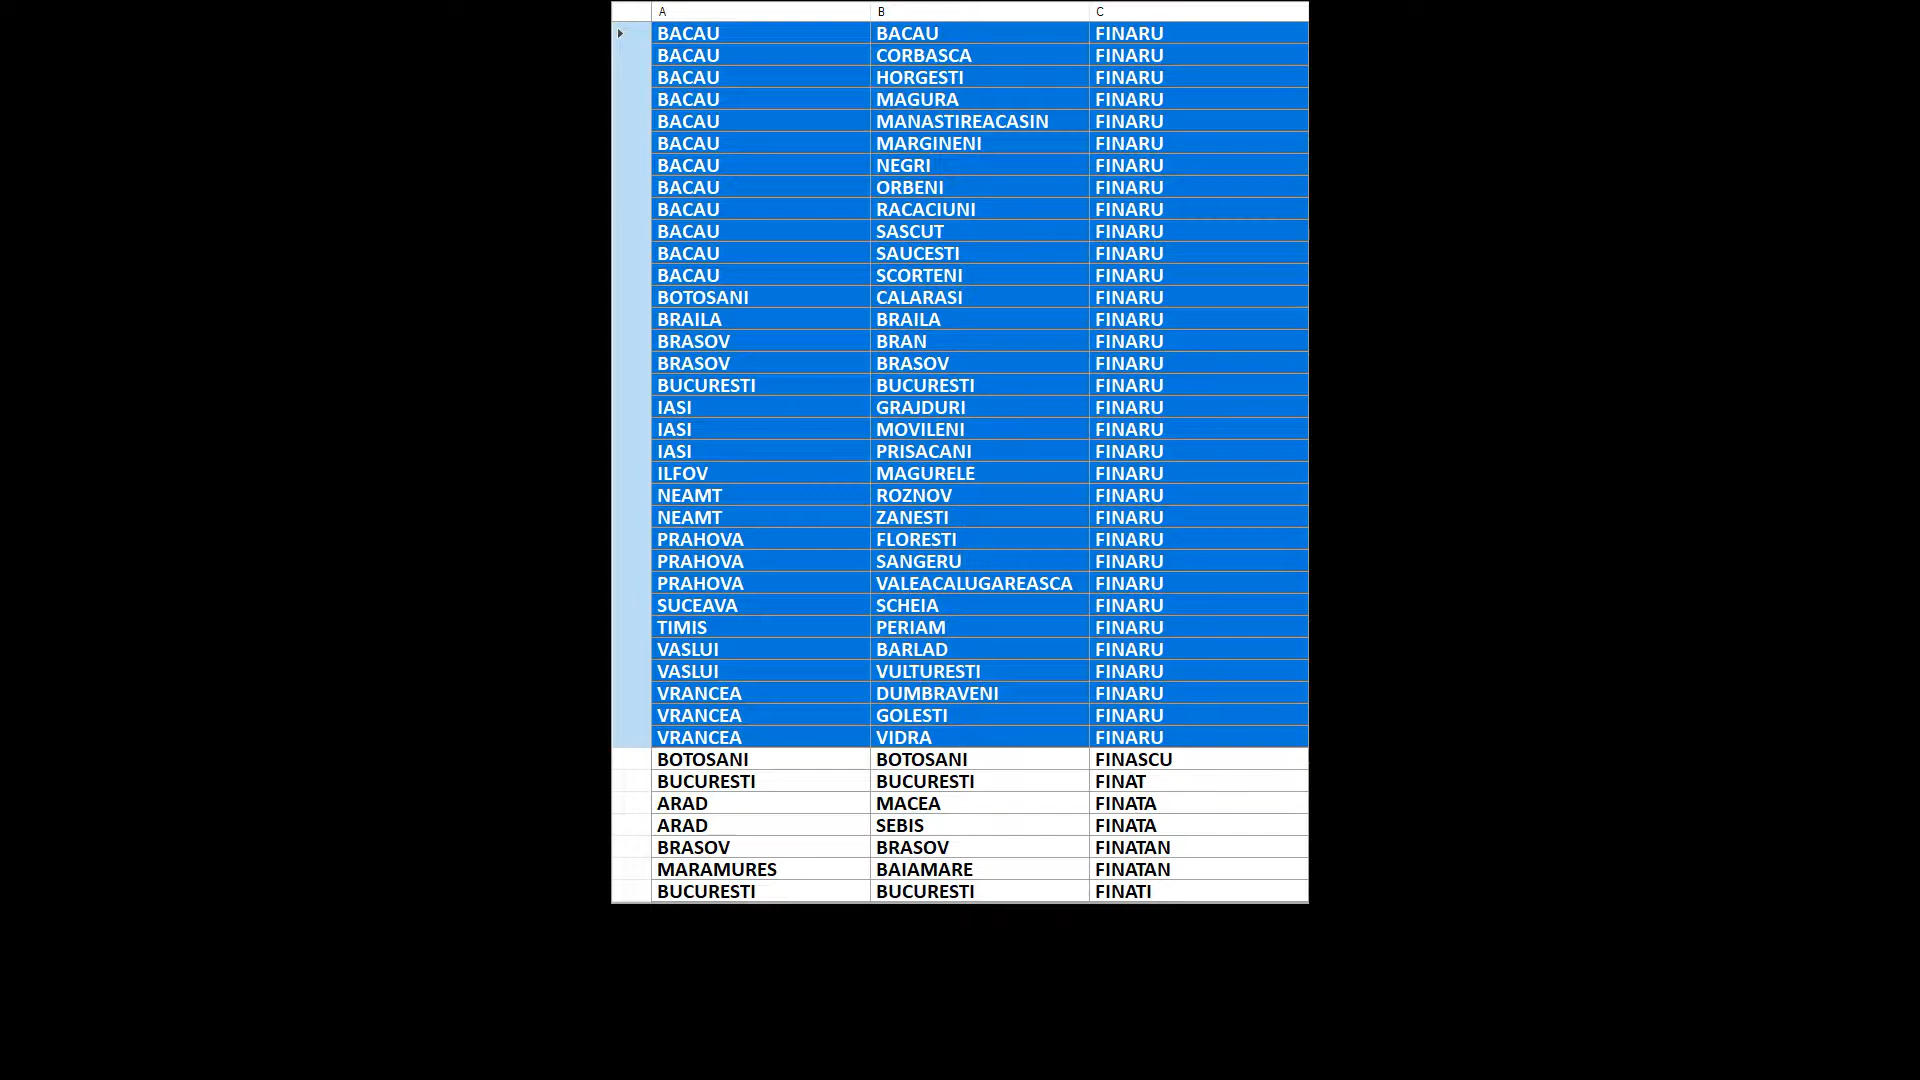 A B C
BACAU BACAU FINARU
BACAU CORBASCA FINARU
BACAU HORGESTI FINARU
BACAU MAGURA FINARU
BACAU MANASTIREACASIN FINARU
BACAU MARGINENI FINARU
BACAU NEGRI FINARU
BACAU ORBENI FINARU
BACAU RACACIUNI FINARU
BACAU SASCUT FINARU
BACAU SAUCESTI FINARU
BACAU SCORTENI FINARU
BOTOSANI CALARASI FINARU
BRAILA BRAILA FINARU
BRASOV BRAN FINARU
BRASOV BRASOV FINARU
BUCURESTI BUCURESTI FINARU
IASI GRAJDURI FINARU
IASI MOVILENI FINARU
IASI PRISACANI FINARU
ILFOV MAGURELE FINARU
NEAMT ROZNOV FINARU
NEAMT ZANESTI FINARU
PRAHOVA FLORESTI FINARU
PRAHOVA SANGERU FINARU
PRAHOVA VALEACALUGAREASCA FINARU
SUCEAVA SCHEIA FINARU
TIMIS PERIAM FINARU
VASLUI BARLAD FINARU
VASLUI VULTURESTI FINARU
VRANCEA DUMBRAVENI FINARU
VRANCEA GOLESTI FINARU
VRANCEA VIDRA FINARU
BOTOSANI BOTOSANI FINASCU
BUCURESTI BUCURESTI FINAT
ARAD MACEA FINATA
ARAD SEBIS FINATA
BRASOV BRASOV FINATAN
MARAMURES BAIAMARE FINATAN
BUCURESTI BUCURESTI FINATI